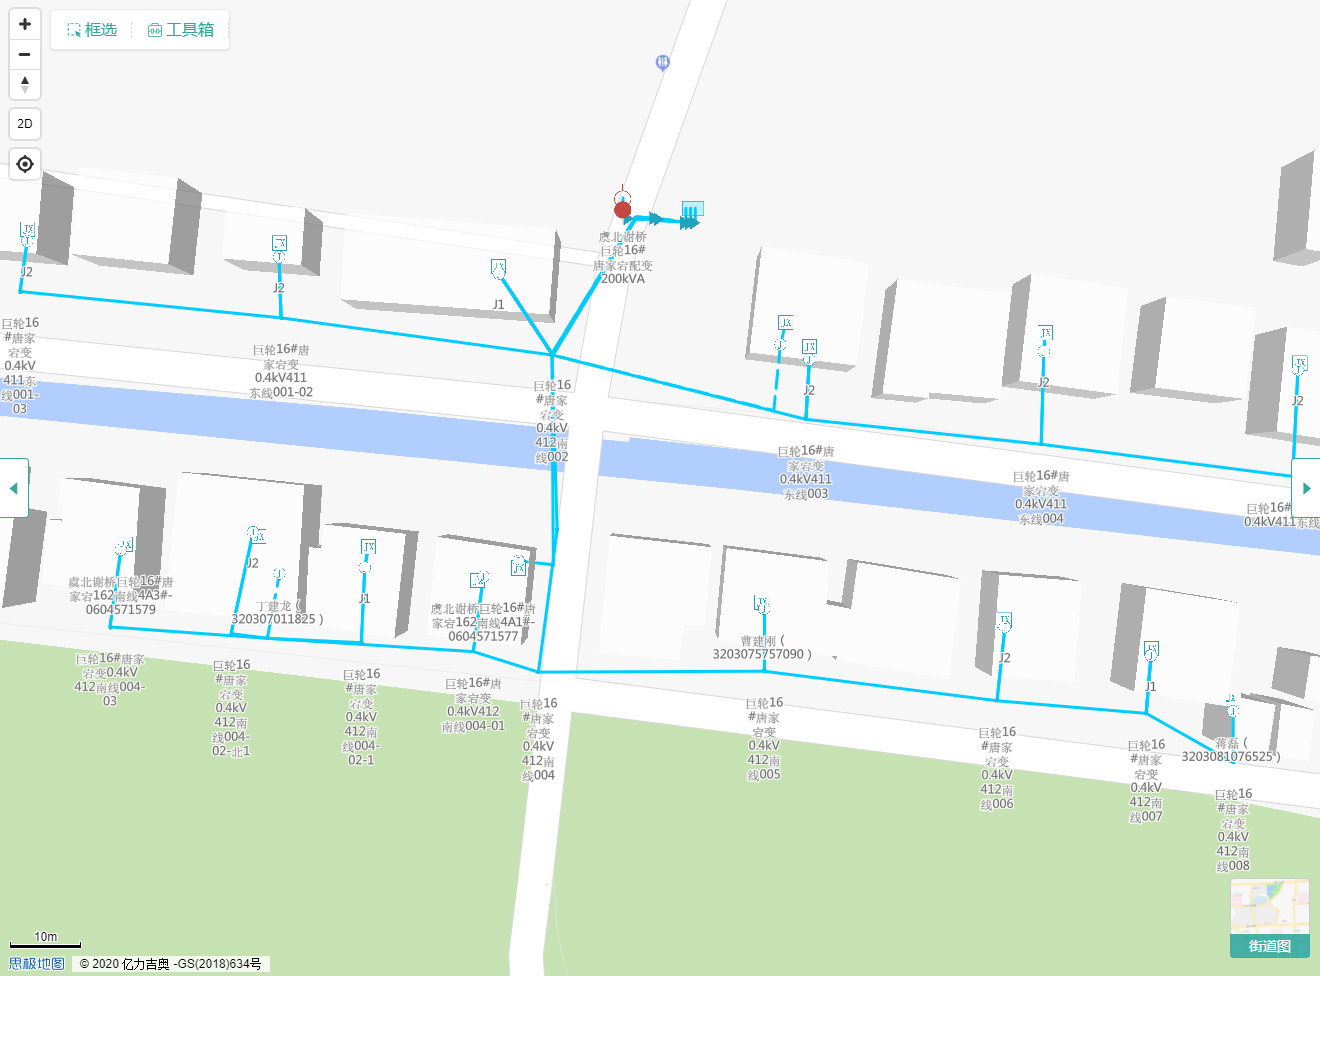 框选
工具箱
2D
JX
J2
JX
J2
JX
J1
虞北谢桥
巨轮16#
唐家宕配变
200kVA
JX
JX
J2
JX
J2
JX
J2
巨轮16
#唐家
宕变
0.4kV
411东
线001-
03
巨轮16#唐
家宕变
0.4kV411
东线001-02
巨轮16
#唐家
宕变
0.4kV
412南
线002
巨轮16#唐
家宕变
0.4kV411
东线003
巨轮16#唐
家宕变
0.4kV411
东线004
巨轮16#
0.4kV411东线
JX
虞北谢桥巨轮16#唐
家宕162南线4A3#-
0604571579
JX
J2
丁建龙（
320307011825）
JX
J1
JX
JX
虞北谢桥巨轮16#唐
家宕162南线4A1#-
0604571577
JX
曹建刚（
3203075757090）
JX
J2
JX
J1
JX
蒋磊（
3203081076525）
巨轮16#唐家
宕变0.4kV
412南线004-
03
巨轮16
#唐家
宕变
0.4kV
412南
线004-
02-北1
巨轮16
#唐家
宕变
0.4kV
412南
线004-
02-1
巨轮16#唐
家宕变
0.4kV412
南线004-01
巨轮16
#唐家
宕变
0.4kV
412南
线004
巨轮16
#唐家
宕变
0.4kV
412南
线005
巨轮16
#唐家
宕变
0.4kV
412南
线006
巨轮16
#唐家
宕变
0.4kV
412南
线007
巨轮16
#唐家
宕变
0.4kV
412南
线008
街道图
10m
思极地图
© 2020 亿力吉奥 -GS(2018)634号